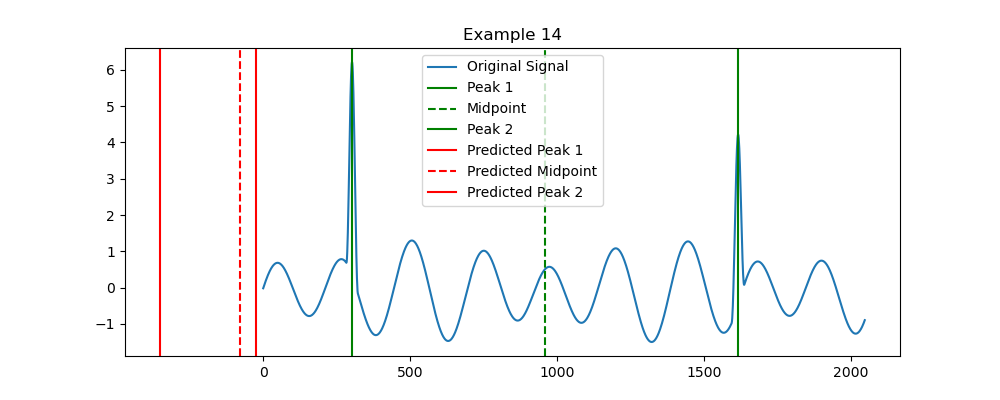 Example 14
Original Signal
Peak 1
Midpoint
Peak 2
Predicted Peak 1
Predicted Midpoint
Predicted Peak 2
6
5
4
3
2
1
0
−1
0 500 1000 1500 2000